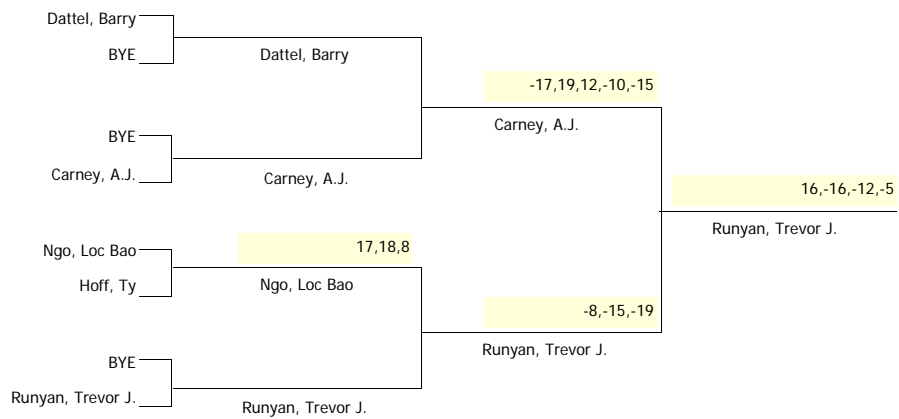 Dattel, Barry
BYE
Dattel, Barry
-17,19,12,-10,-15
Carney, A.J.
BYE
Carney, A.J.
Carney, A.J.
16,-16,-12,-5
Runyan, Trevor J.
Ngo, Loc Bao
17,18,8
Hoff, Ty
Ngo, Loc Bao
-8,-15,-19
Runyan, Trevor J.
BYE
Runyan, Trevor J.
Runyan, Trevor J.